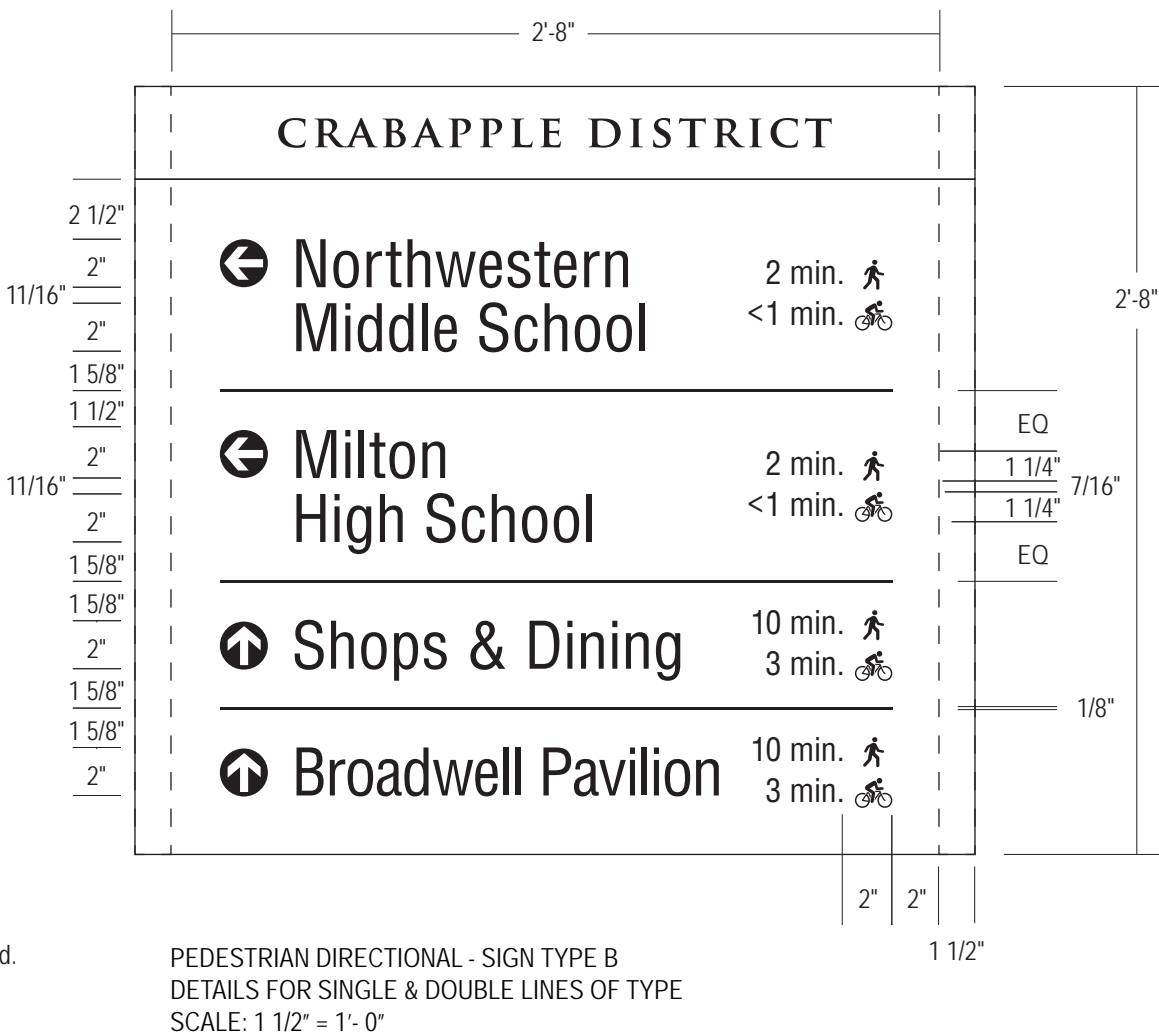 2'-8"
CRABAPPLE DISTRICT
2 1/2"
2"
11/16"
2"
1 5/8"
1 1/2"
2"
11/16"
2"
1 5/8"
1 5/8"
2"
1 5/8"
1 5/8"
2"
Northwestern
Middle School
2 min.
<1 min.
Milton
High School
2 min.
<1 min.
Shops & Dining
10 min.
3 min.
Broadwell Pavilion
10 min.
3 min.
2'-8"
EQ
1 1/4"
7/16"
1 1/4"
EQ
1/8"
2" 2"
1 1/2"
d.
PEDESTRIAN DIRECTIONAL - SIGN TYPE B
DETAILS FOR SINGLE & DOUBLE LINES OF TYPE
SCALE: 1 1/2" = 1'- 0"